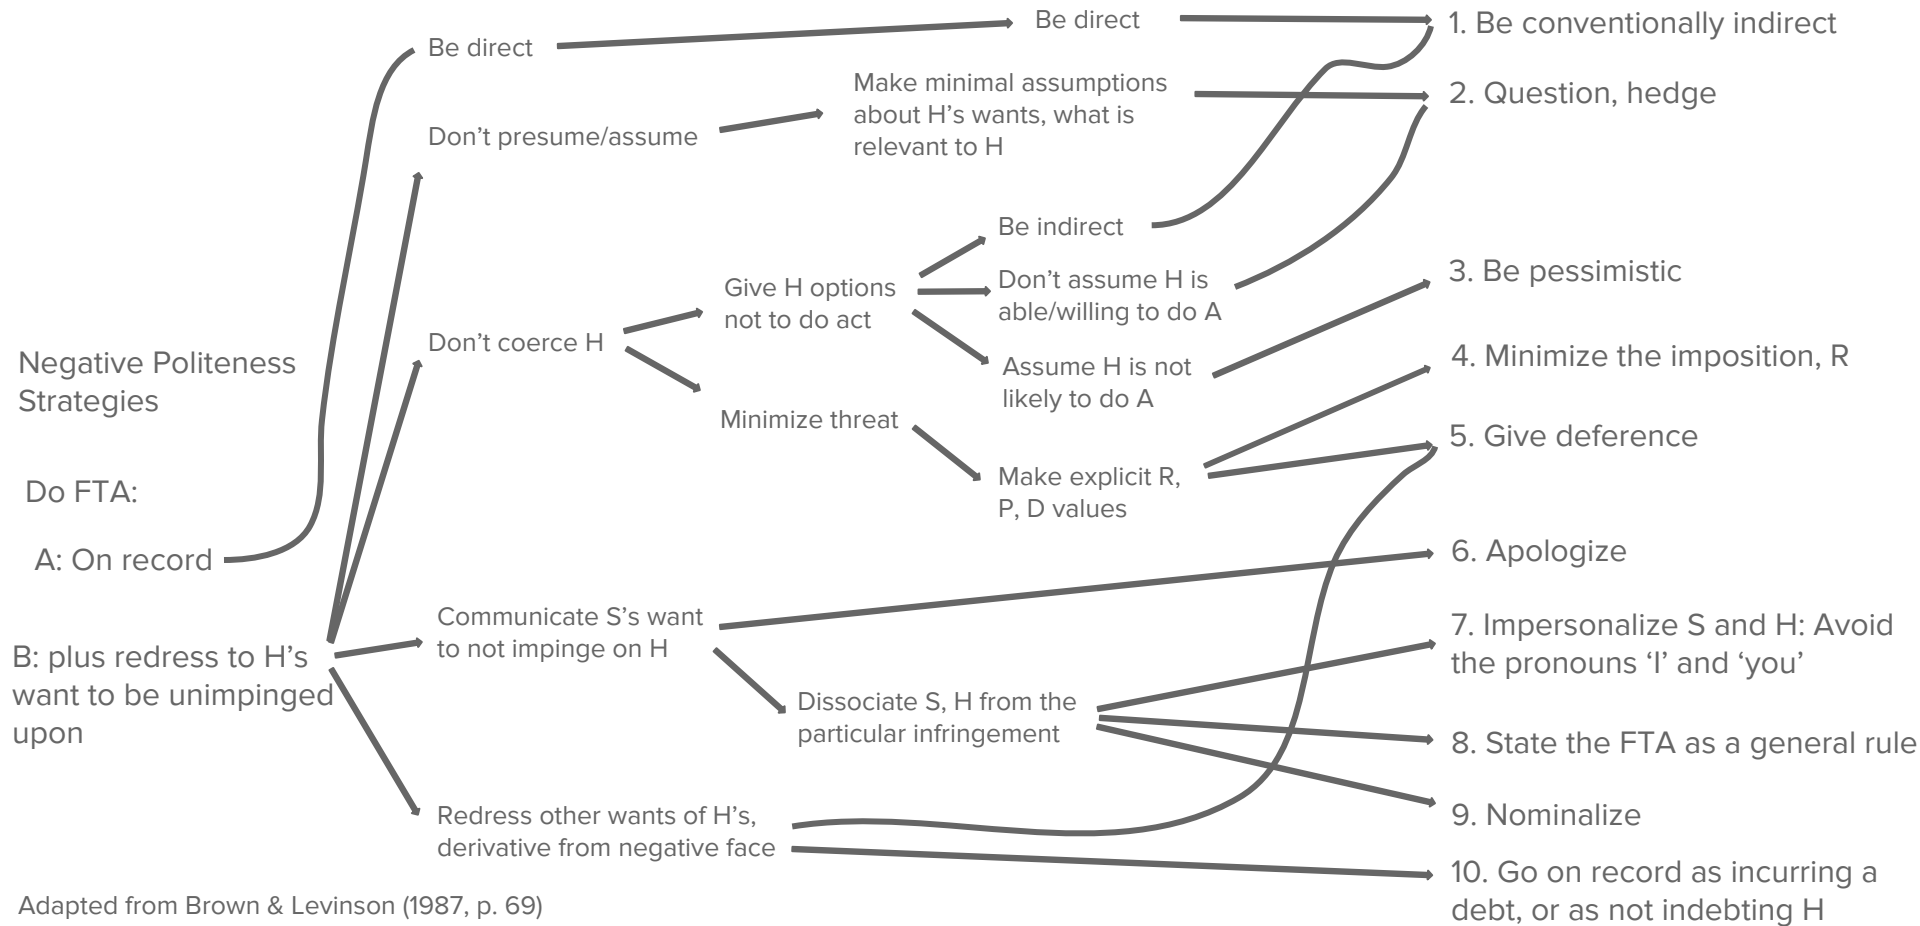 Be direct
Be direct
1. Be conventionally indirect
Don’t presume/assume
Make minimal assumptions
about H’s wants, what is
relevant to H
2. Question, hedge
Negative Politeness
Strategies
Do FTA:
A: On record
B: plus redress to H’s
want to be unimpinged
upon
Don’t coerce H
Give H options
not to do act
Be indirect
Don’t assume H is
able/willing to do A
Assume H is not
likely to do A
3. Be pessimistic
Minimize threat
Make explicit R,
P, D values
4. Minimize the imposition, R
5. Give deference
Communicate S’s want
to not impinge on H
6. Apologize
Dissociate S, H from the
particular infringement
7. Impersonalize S and H: Avoid
the pronouns ‘I’ and ‘you’
8. State the FTA as a general rule
9. Nominalize
Redress other wants of H’s,
derivative from negative face
10. Go on record as incurring a
debt, or as not indebting H
Adapted from Brown & Levinson (1987, p. 69)